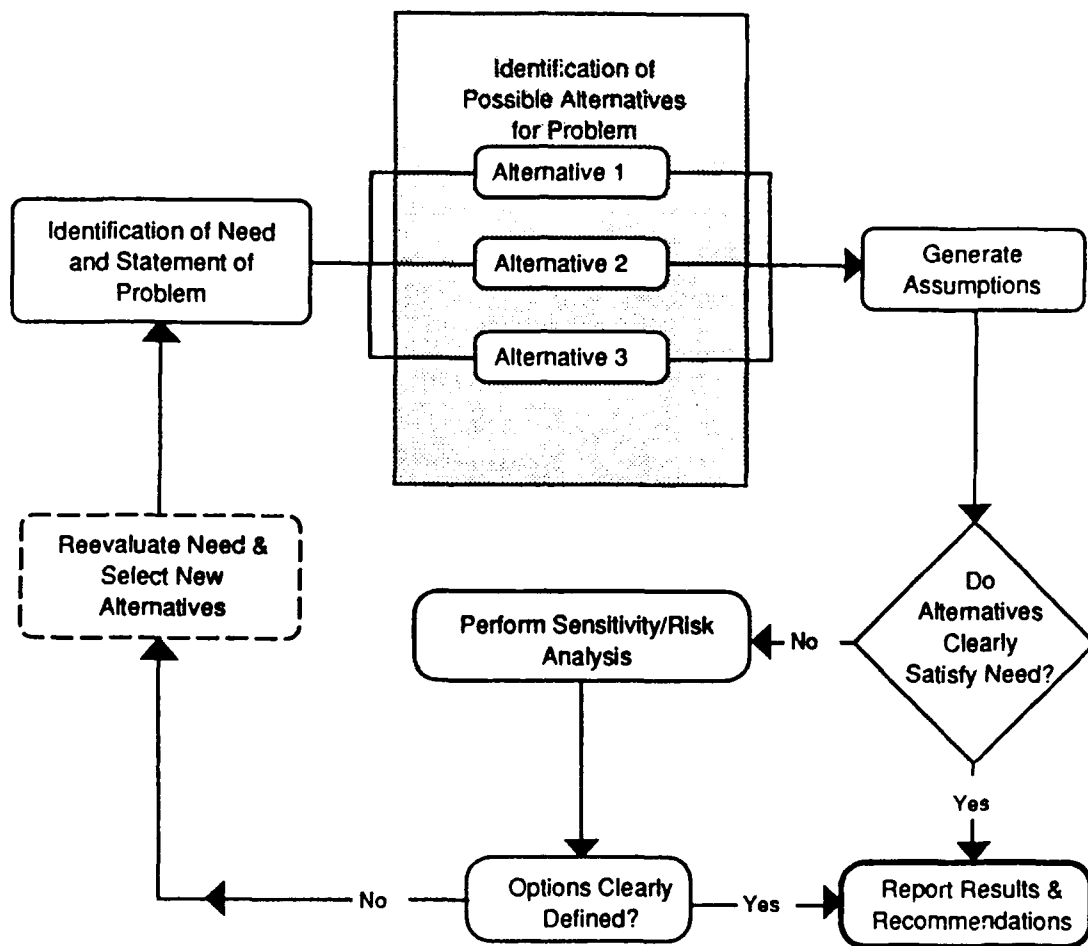 Identification of
Possible Alternatives
for Problem
Alternative 1
Identification of Need
and Statement of
Problem
Alternative 2
Generate
Assumptions
Alternative 3
Reevaluate Need &
Select New
Alternatives
Do
Alternatives
Clearly
Satisfy Need?
Perform Sensitivity/Risk
Analysis
No
Yes
Options Clearly
Defined?
No
Yes
Report Results &
Recommendations